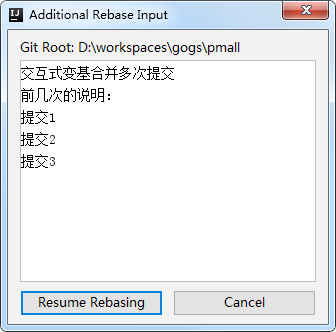 Additional Rebase Input
Git Root: D:\workspaces\gogs\pmall
交互式变基合并多次提交
前几次的说明：
提交1
提交2
提交3
Resume Rebasing
Cancel